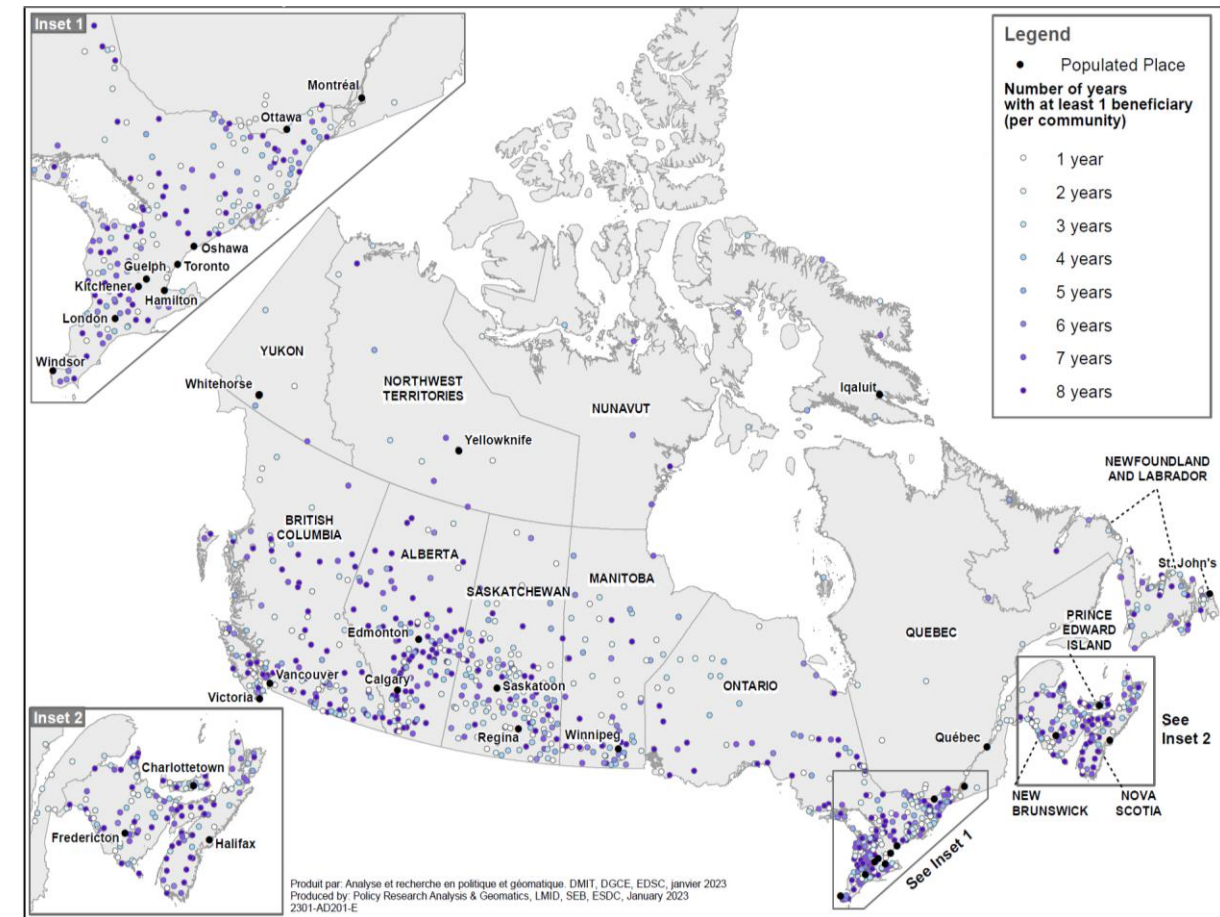 Inset 1
Montréal
Ottawa
Oshawa
Toronto
Guelph
Kitchener
Hamilton
London
Windsor
Legend
Populated Place
Number of years
with at least 1 beneficiary
(per community)
1 year
2 years
3 years
4 years
5 years
6 years
7 years
8 years
YUKON
Whitehorse
NORTHWEST
TERRITORIES
NUNAVUT
Iqaluit
Yellowknife
NEWFOUNDLAND
AND LABRADOR
BRITISH
COLUMBIA
ALBERTA
SASKATCHEWAN
MANITOBA
St. John's
PRINCE
EDWARD
ISLAND
Edmonton
QUEBEC
ONTARIO
Vancouver
Calgary
Saskatoon
Victoria
Regina
Winnipeg
Québec
See
Inset 2
NEW
BRUNSWICK
NOVA
SCOTIA
See Inset 1
Inset 2
Charlottetown
Fredericton
Halifax
Produit par: Analyse et recherche en politique et géomatique. DMIT, DGCE, EDSC, janvier 2023
Produced by: Policy Research Analysis & Geomatics, LMID, SEB, ESDC, January 2023
2301-AD201-E